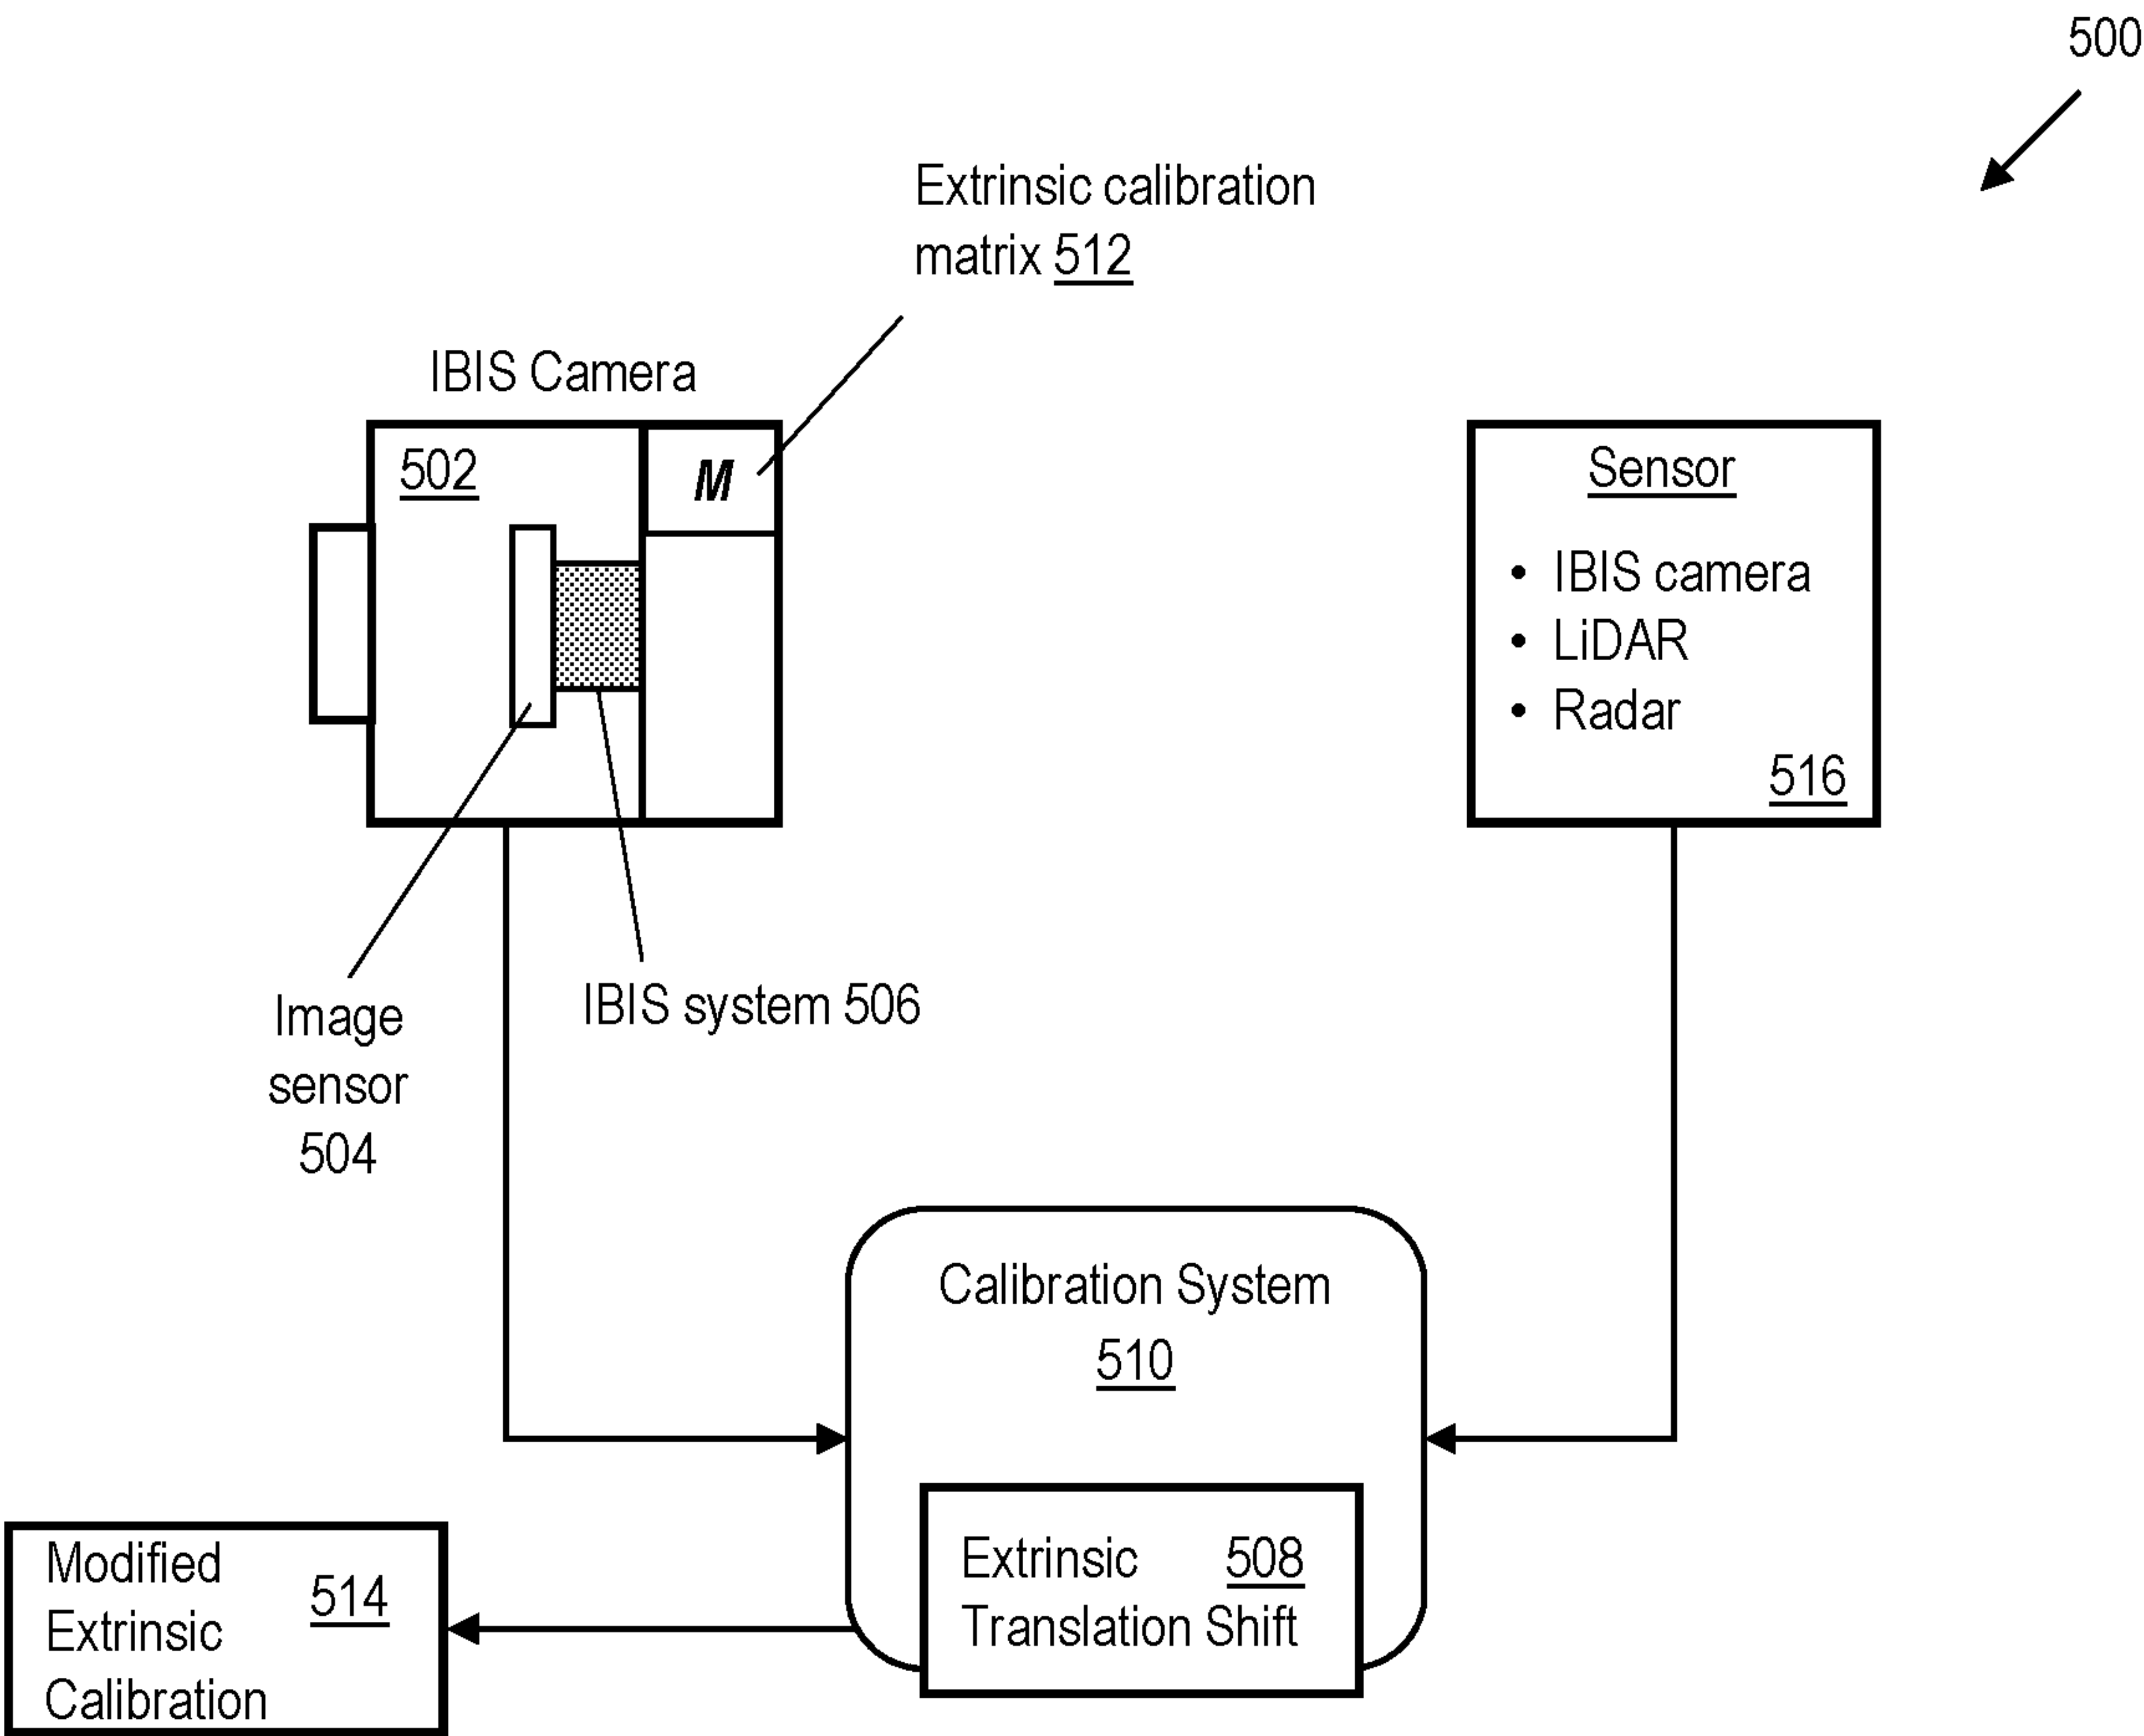 500
Extrinsic calibration
matrix 512
IBIS Camera
502
M
Sensor
• IBIS camera
• LiDAR
• Radar
516
Image
sensor
504
IBIS system 506
Calibration System
510
Extrinsic 508
Translation Shift
Modified
Extrinsic
Calibration
514